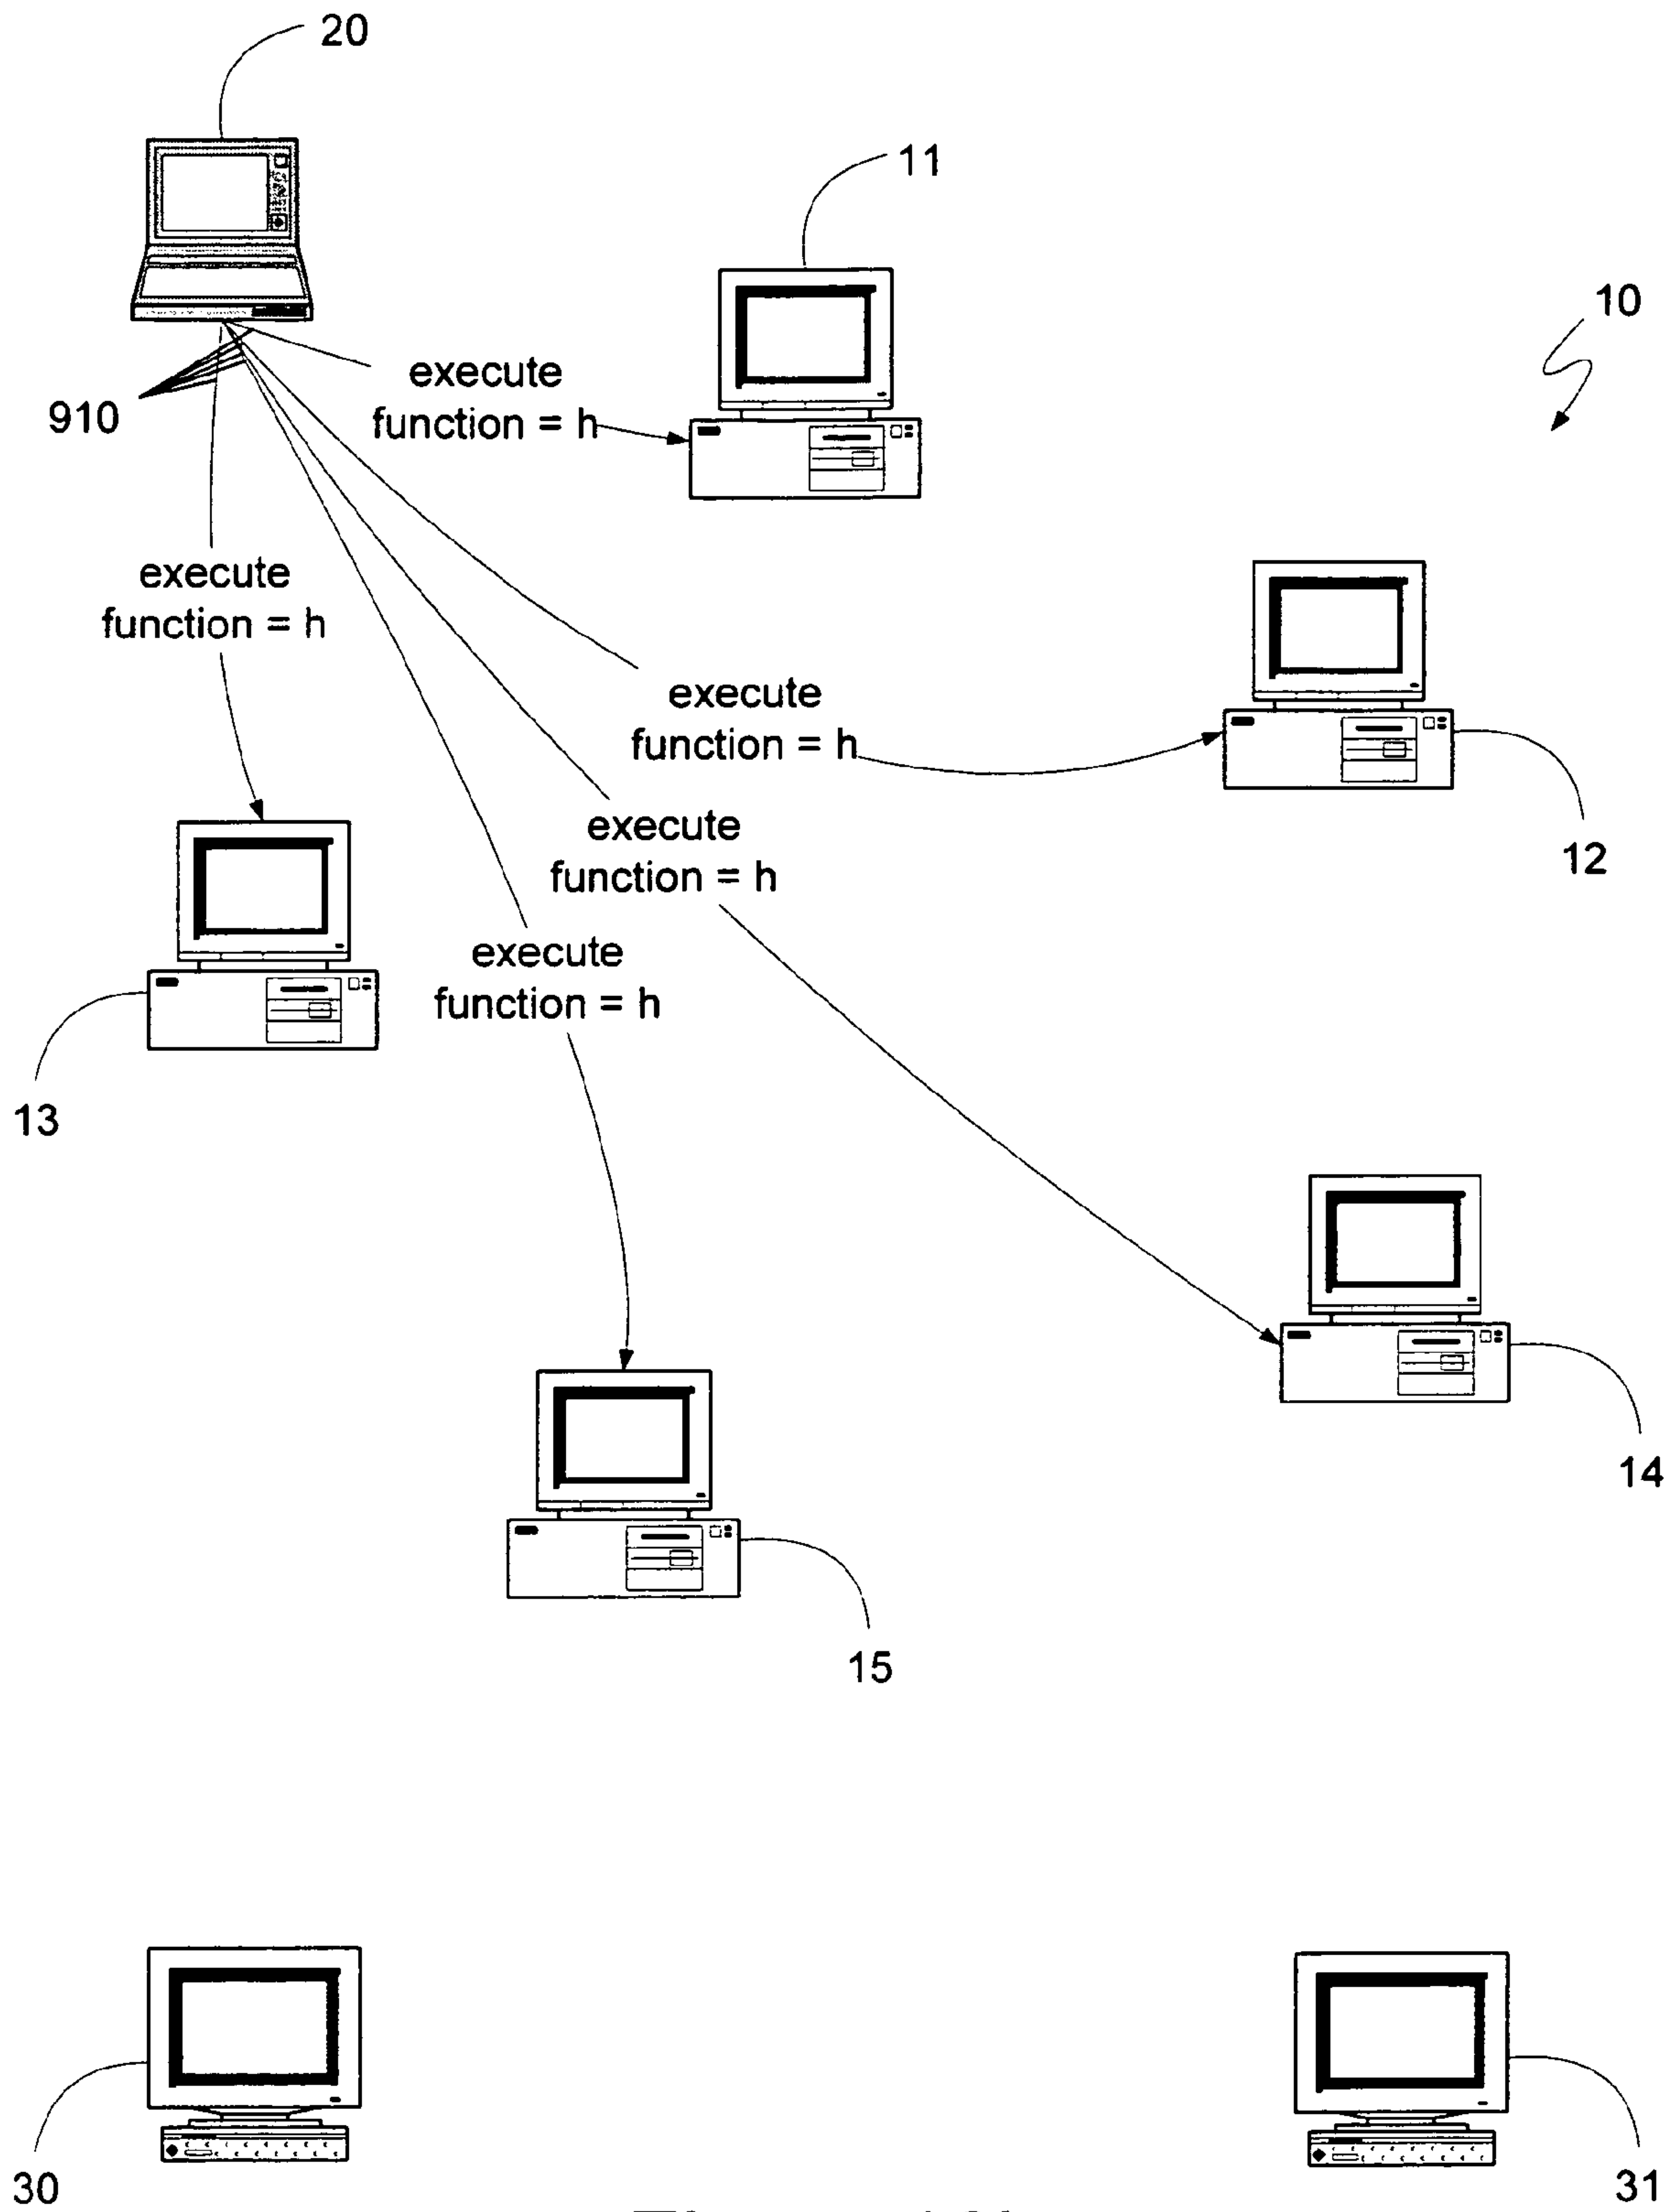 20
11
10
execute
function = h
910
execute
function = h
execute
function = h
12
execute
function = h
execute
function = h
13
14
15
30
31